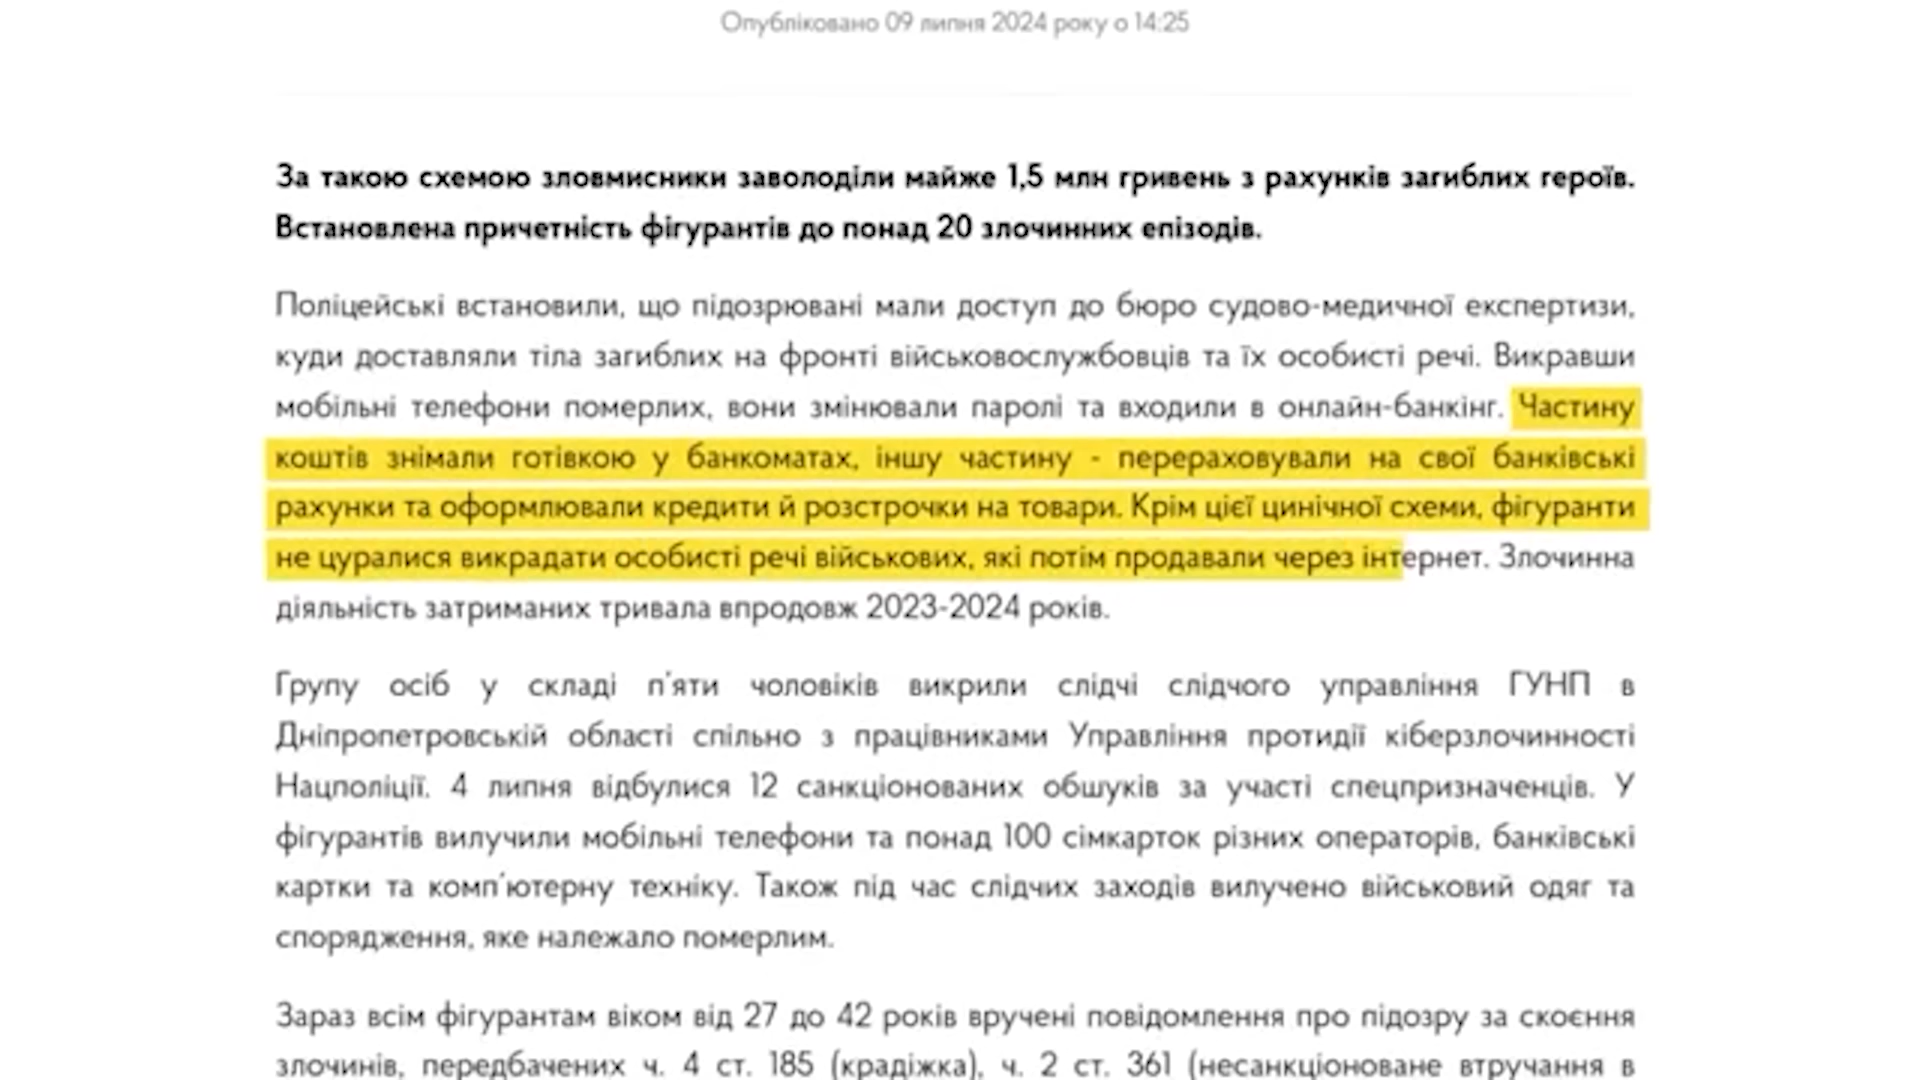 Опубліковано 09 липня 2024 року о 14:25
За такою схемою зловмисники заволоділи майже 1,5 млн гривень з рахунків загиблих героїв.
Встановлена причетність фігурантів до понад 20 злочинних епізодів.
Поліцейські встановили, що підозрювані мали доступ до бюро судово-медичної експертизи,
куди доставляли тіла загиблих на фронті військовослужбовців та їх особисті речі. Викравши
мобільні телефони померлих, вони змінювали паролі та входили в онлайн-банкінг. Частину
коштів знімали готівкою у банкоматах, іншу частину - перераховували на свої банківські
рахунки та оформлювали кредити й розстрочки на товари. Крім цієї цинічної схеми, фігуранти
не цуралися викрадати особисті речі військових, які потім продавали через інтернет. Злочинна
діяльність затриманих тривала впродовж 2023-2024 років.
Групу осіб у складі п'яти чоловіків викрили слідчі слідчого управління ГУНП в
Дніпропетровській області спільно з працівниками Управління протидії кіберзлочинності
Нацполіції. 4 липня відбулися 12 санкціонованих обшуків за участі спецпризначенців. У
фігурантів вилучили мобільні телефони та понад 100 сімкарток різних операторів, банківські
картки та комп'ютерну техніку. Також під час слідчих заходів вилучено військовий одяг та
спорядження, яке належало померлим.
Зараз всім фігурантам віком від 27 до 42 років вручені повідомлення про підозру за скоєння
злочинів, передбачених ч. 4 ст. 185 (крадіжка), ч. 2 ст. 361 (несанкціоноване втручання в